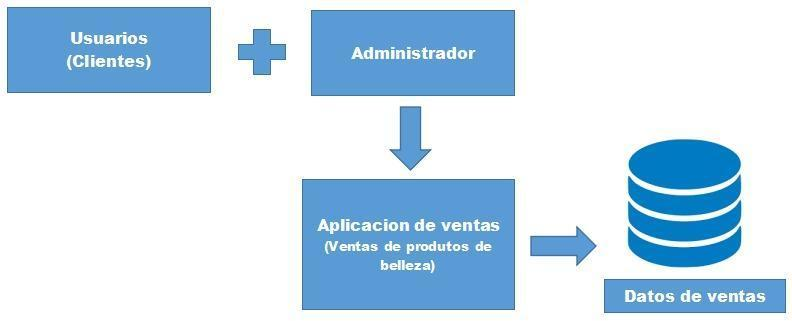 Usuarios
(Clientes)
Administrador
Aplicacion de ventas
(Ventas de produtos de
belleza)
Datos de ventas